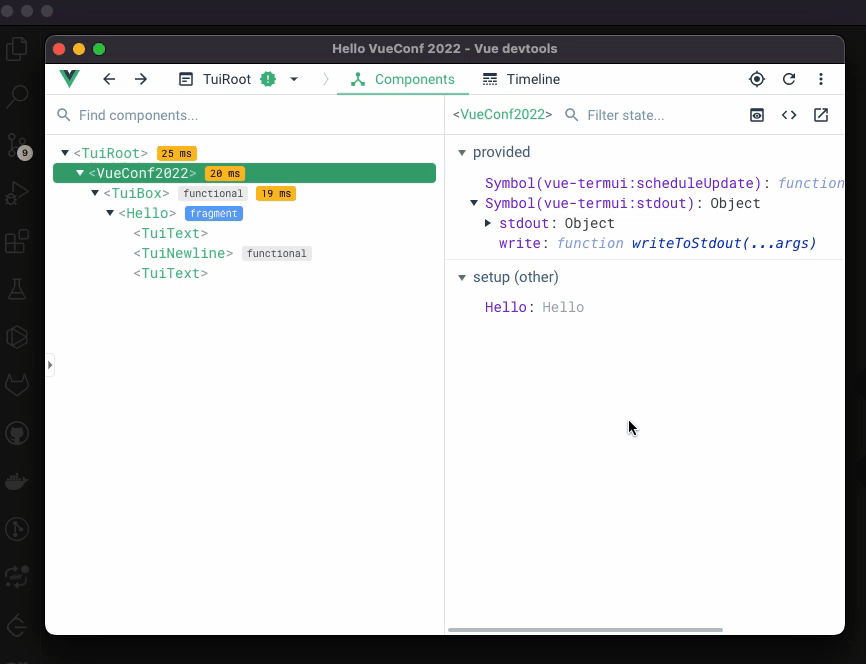 Hello VueConf 2022 - Vue devtools
TuiRoot
Components
Timeline
Find components...
<VueConf2022>
Filter state...
<TuiRoot> 25 ms
<VueConf2022> 20 ms
<TuiBox> functional 19 ms
<Hello> fragment
<TuiText>
<TuiNewline> functional
<TuiText>
provided
Symbol(vue-termui:scheduleUpdate): function
Symbol(vue-termui:stdout): Object
stdout: Object
write: function writeToStdout(...args)
setup (other)
Hello: Hello
9